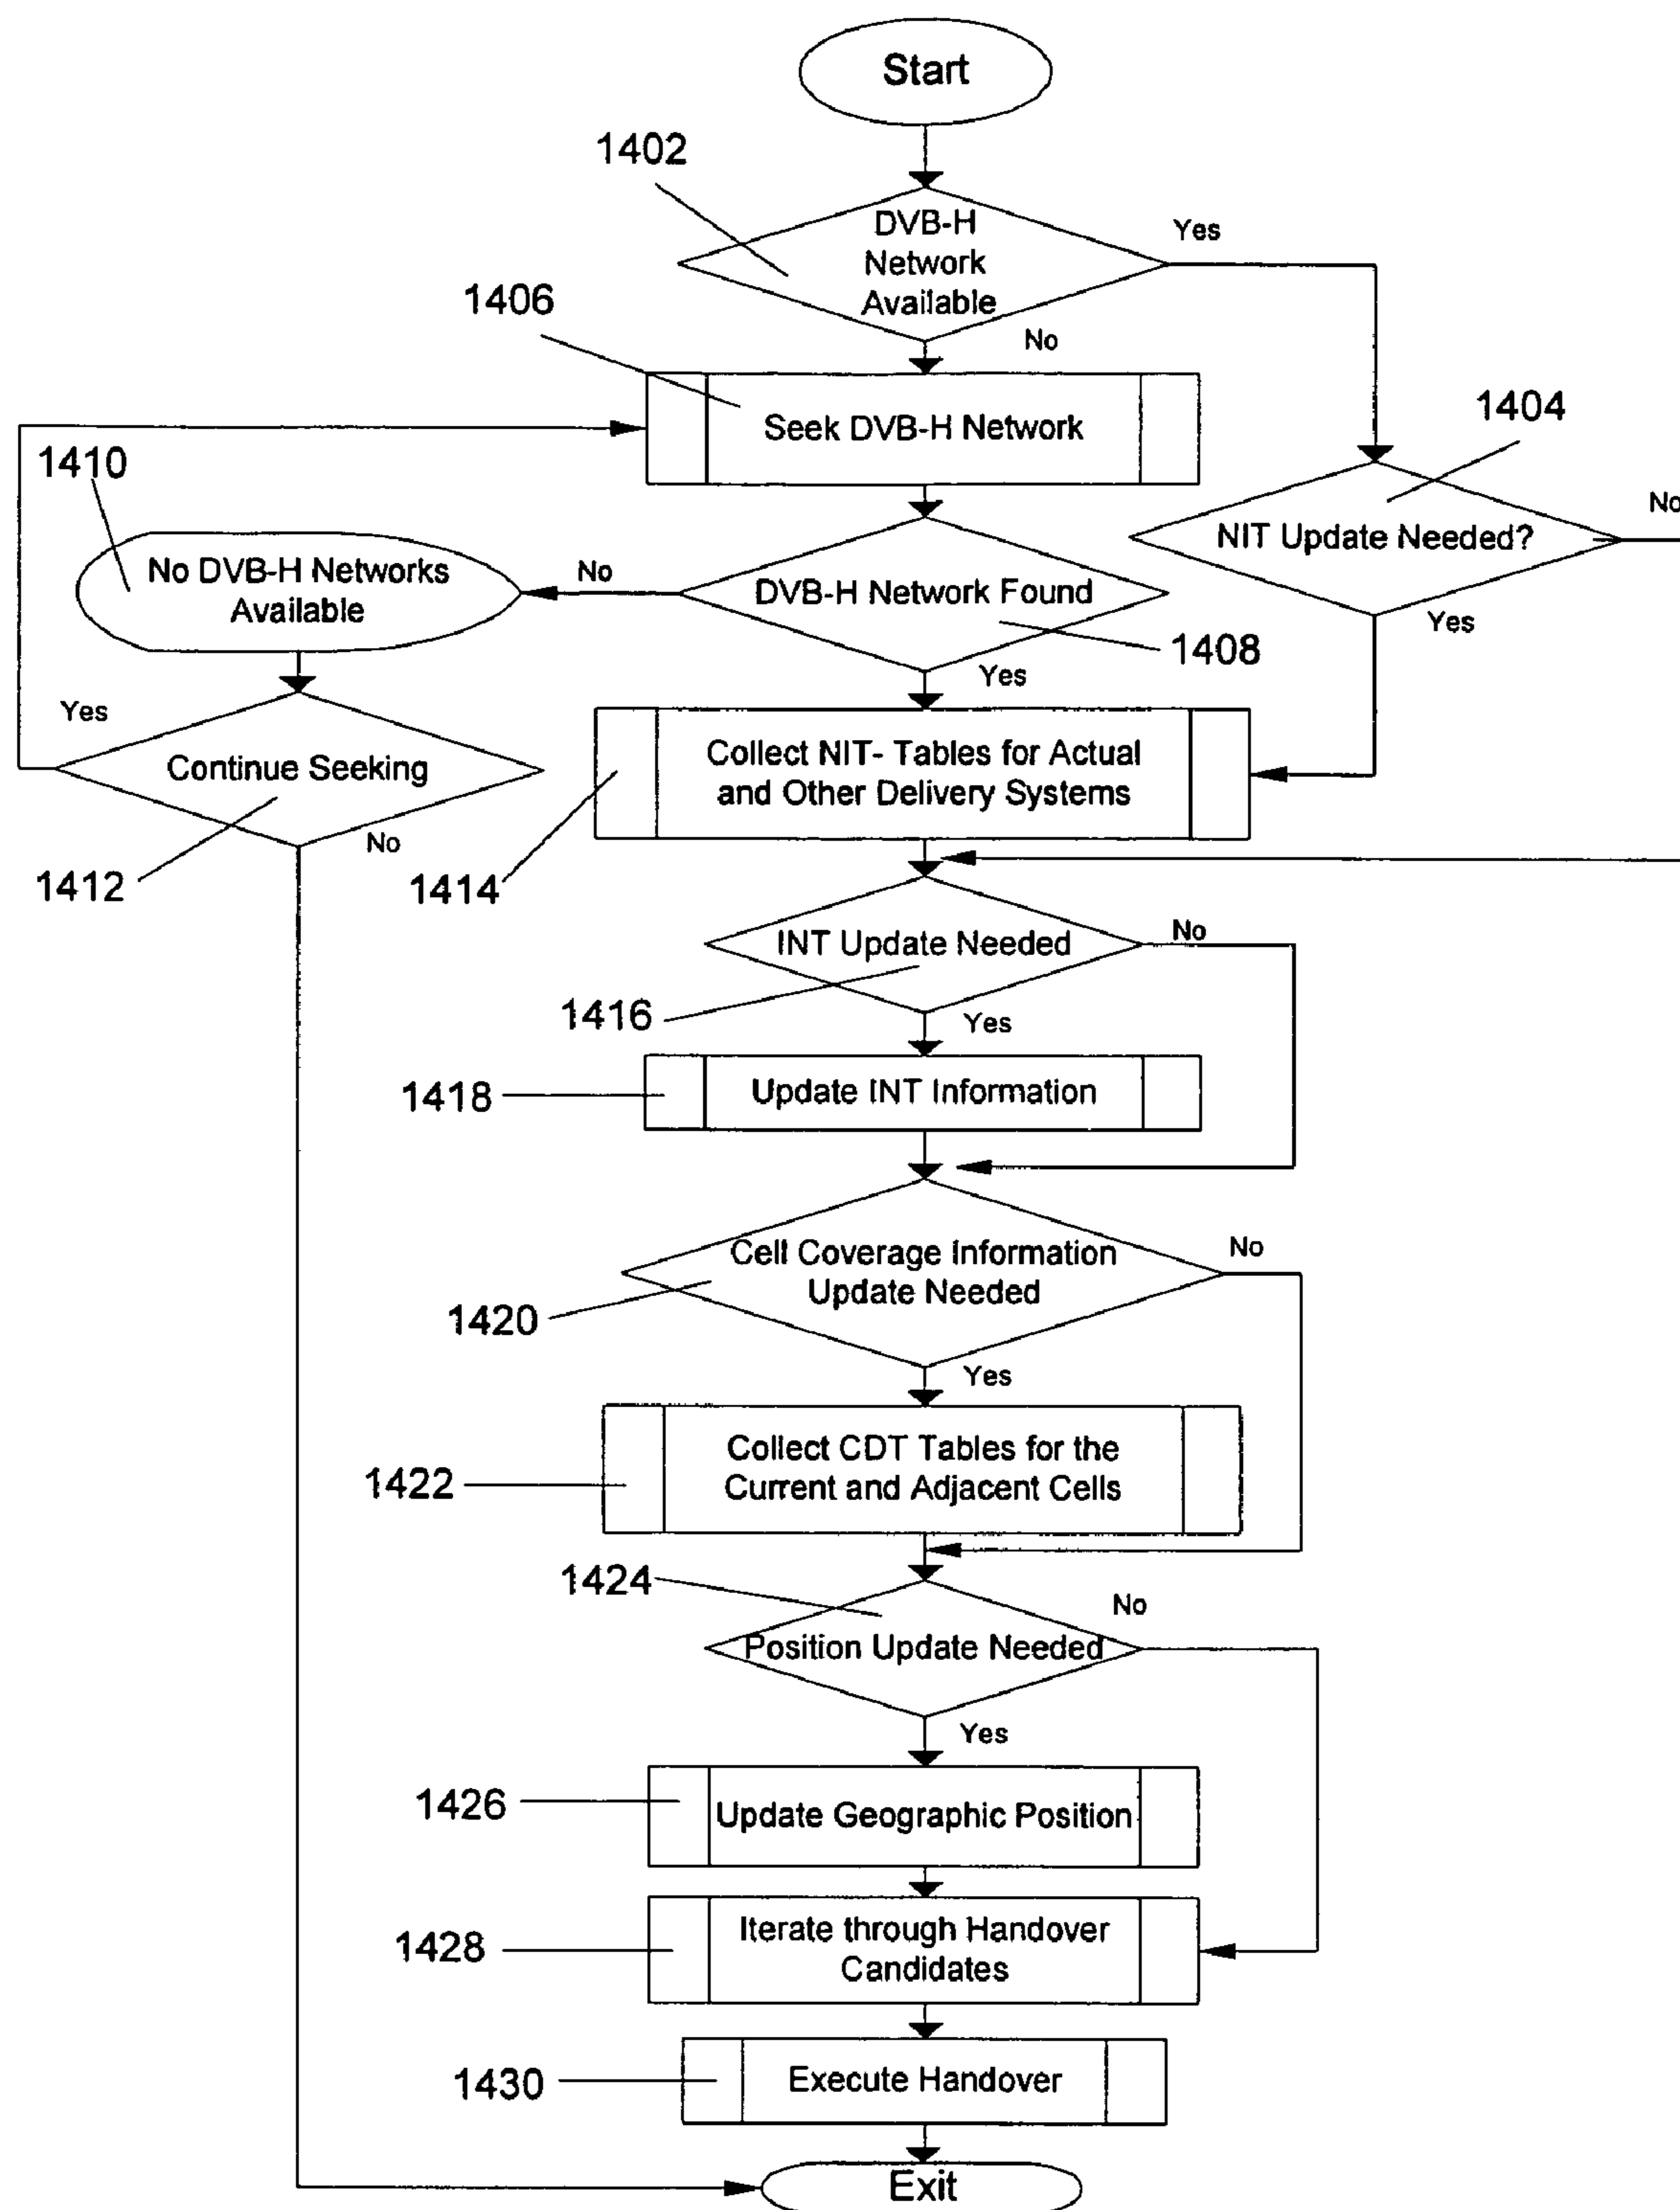 Start
1402
DVB-H
Network
Available
Yes
1406
No
Seek DVB-H Network
1404
1410
No
NIT Update Needed?
No DVB-H Networks
Available
No
DVB-H Network Found
Yes
1408
Yes
Yes
Continue Seeking
Collect NIT- Tables for Actual
and Other Delivery Systems
No
1412
1414
INT Update Needed
No
1416
Yes
1418
Update INT Information
Cell Coverage Information
Update Needed
No
1420
Yes
Collect CDT Tables for the
Current and Adjacent Cells
1422
1424
No
Position Update Needed
Yes
1426
Update Geographic Position
1428
Iterate through Handover
Candidates
1430
Execute Handover
Exit